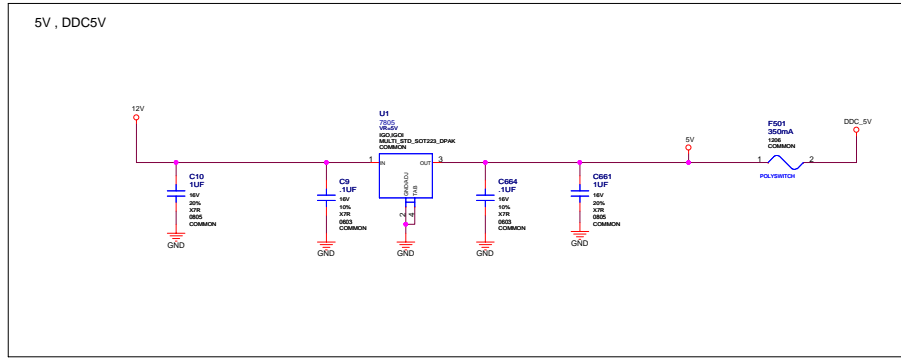 5V , DDC5V
12V
U1
7805
VR=5V
IGO,IGOI
MULTI_STD_SOT223_DPAK
COMMON
1
IN
OUT
3
GND/ADJ
TAB
2
4
GND
C10
1UF
16V
20%
X7R
0805
COMMON
GND
C9
.1UF
16V
10%
X7R
0603
COMMON
GND
C664
.1UF
16V
10%
X7R
0603
COMMON
GND
C661
1UF
16V
20%
X7R
0805
COMMON
GND
5V
F501
350mA
1206
COMMON
1
2
POLYSWITCH
DDC_5V